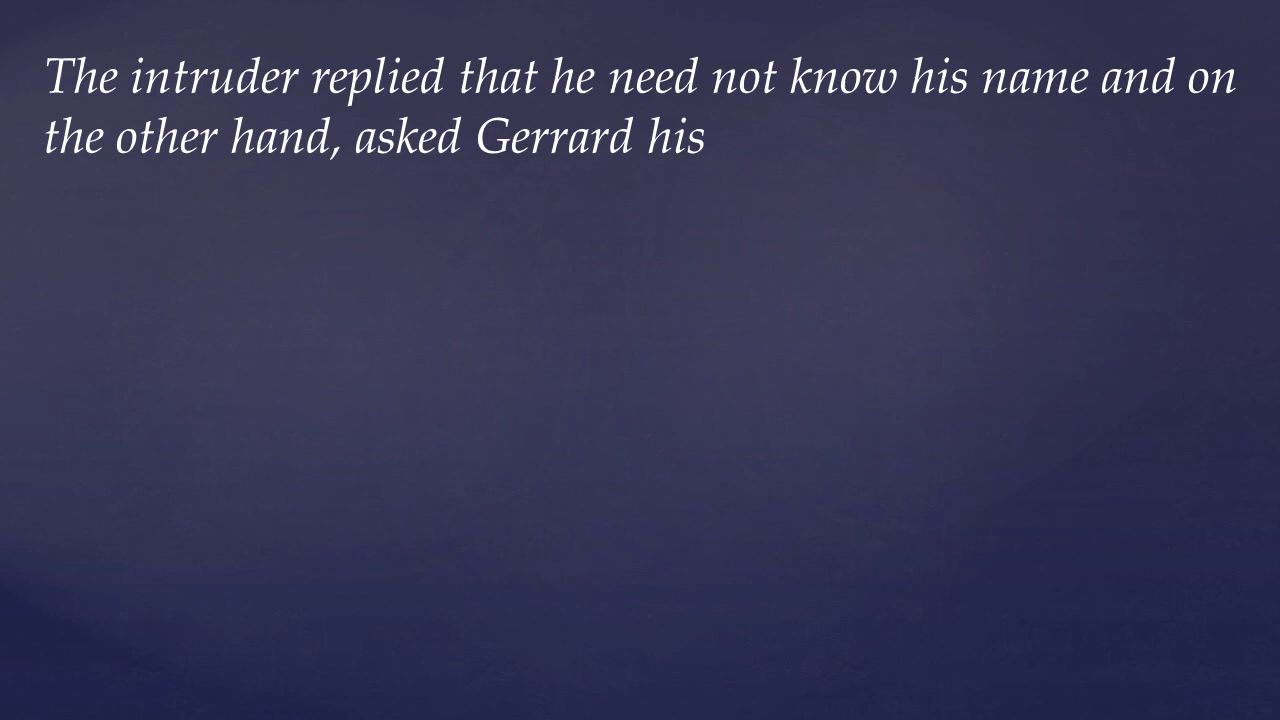 The intruder replied that he need not know his name and on
the other hand, asked Gerrard his